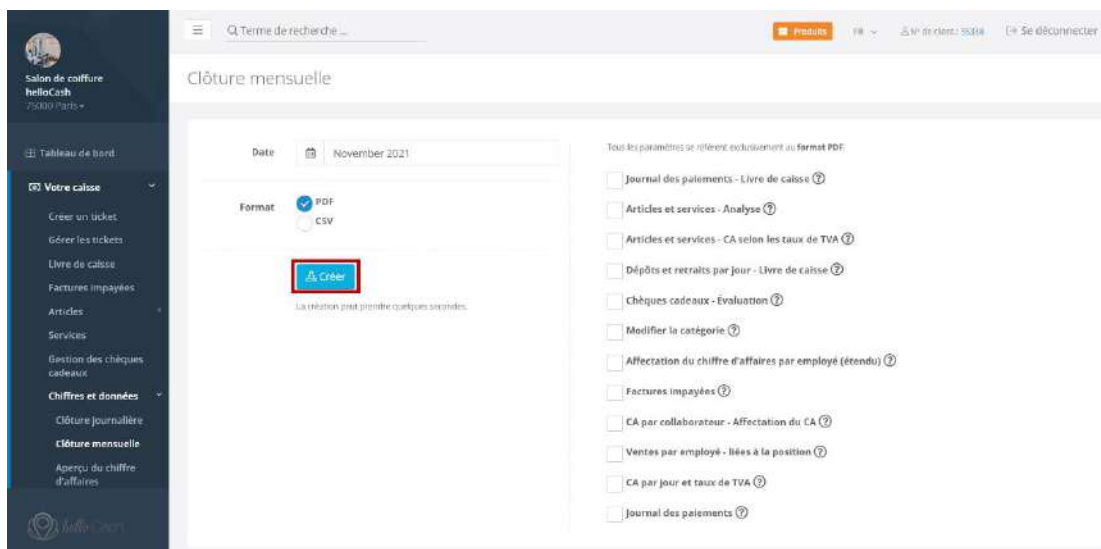 Terme de recherche ...
Produits
FR
Se déconnecter
Salon de coiffure
helloCash
75000 Paris
Clôture mensuelle
Tableau de bord
Votre caisse
Créer un ticket
Gérer les tickets
Livre de caisse
Factures impayées
Articles
Services
Gestion des chèques
cadeaux
Chiffres et données
Clôture journalière
Clôture mensuelle
Aperçu du chiffre
d'affaires
helloCash
Date
November 2021
Format
PDF
CSV
Créer
La création peut prendre quelques secondes.
Tous les paramètres se réfèrent exclusivement au format PDF.
Journal des paiements - Livre de caisse ?
Articles et services - Analyse ?
Articles et services - CA selon les taux de TVA ?
Dépôts et retraits par jour - Livre de caisse ?
Chèques cadeaux - Évaluation ?
Modifier la catégorie ?
Affectation du chiffre d'affaires par employé (étendu) ?
Factures impayées ?
CA par collaborateur - Affectation du CA ?
Ventes par employé - liées à la position ?
CA par jour et taux de TVA ?
Journal des paiements ?